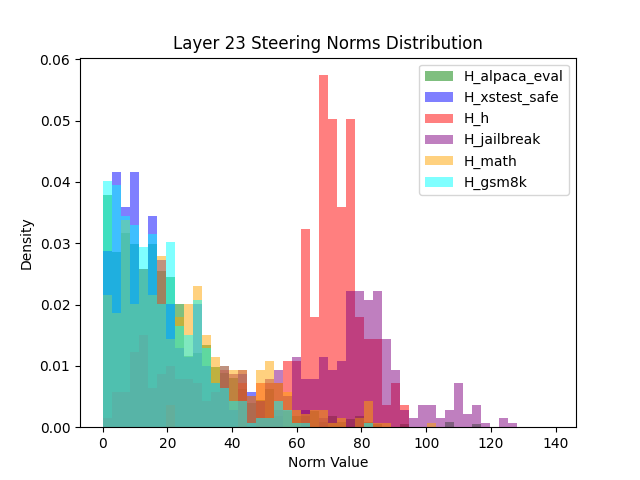 Layer 23 Steering Norms Distribution
H_alpaca_eval
H_xstest_safe
H_h
H_jailbreak
H_math
H_gsm8k
Density
0.06
0.05
0.04
0.03
0.02
0.01
0.00
0 20 40 60 80 100 120 140
Norm Value